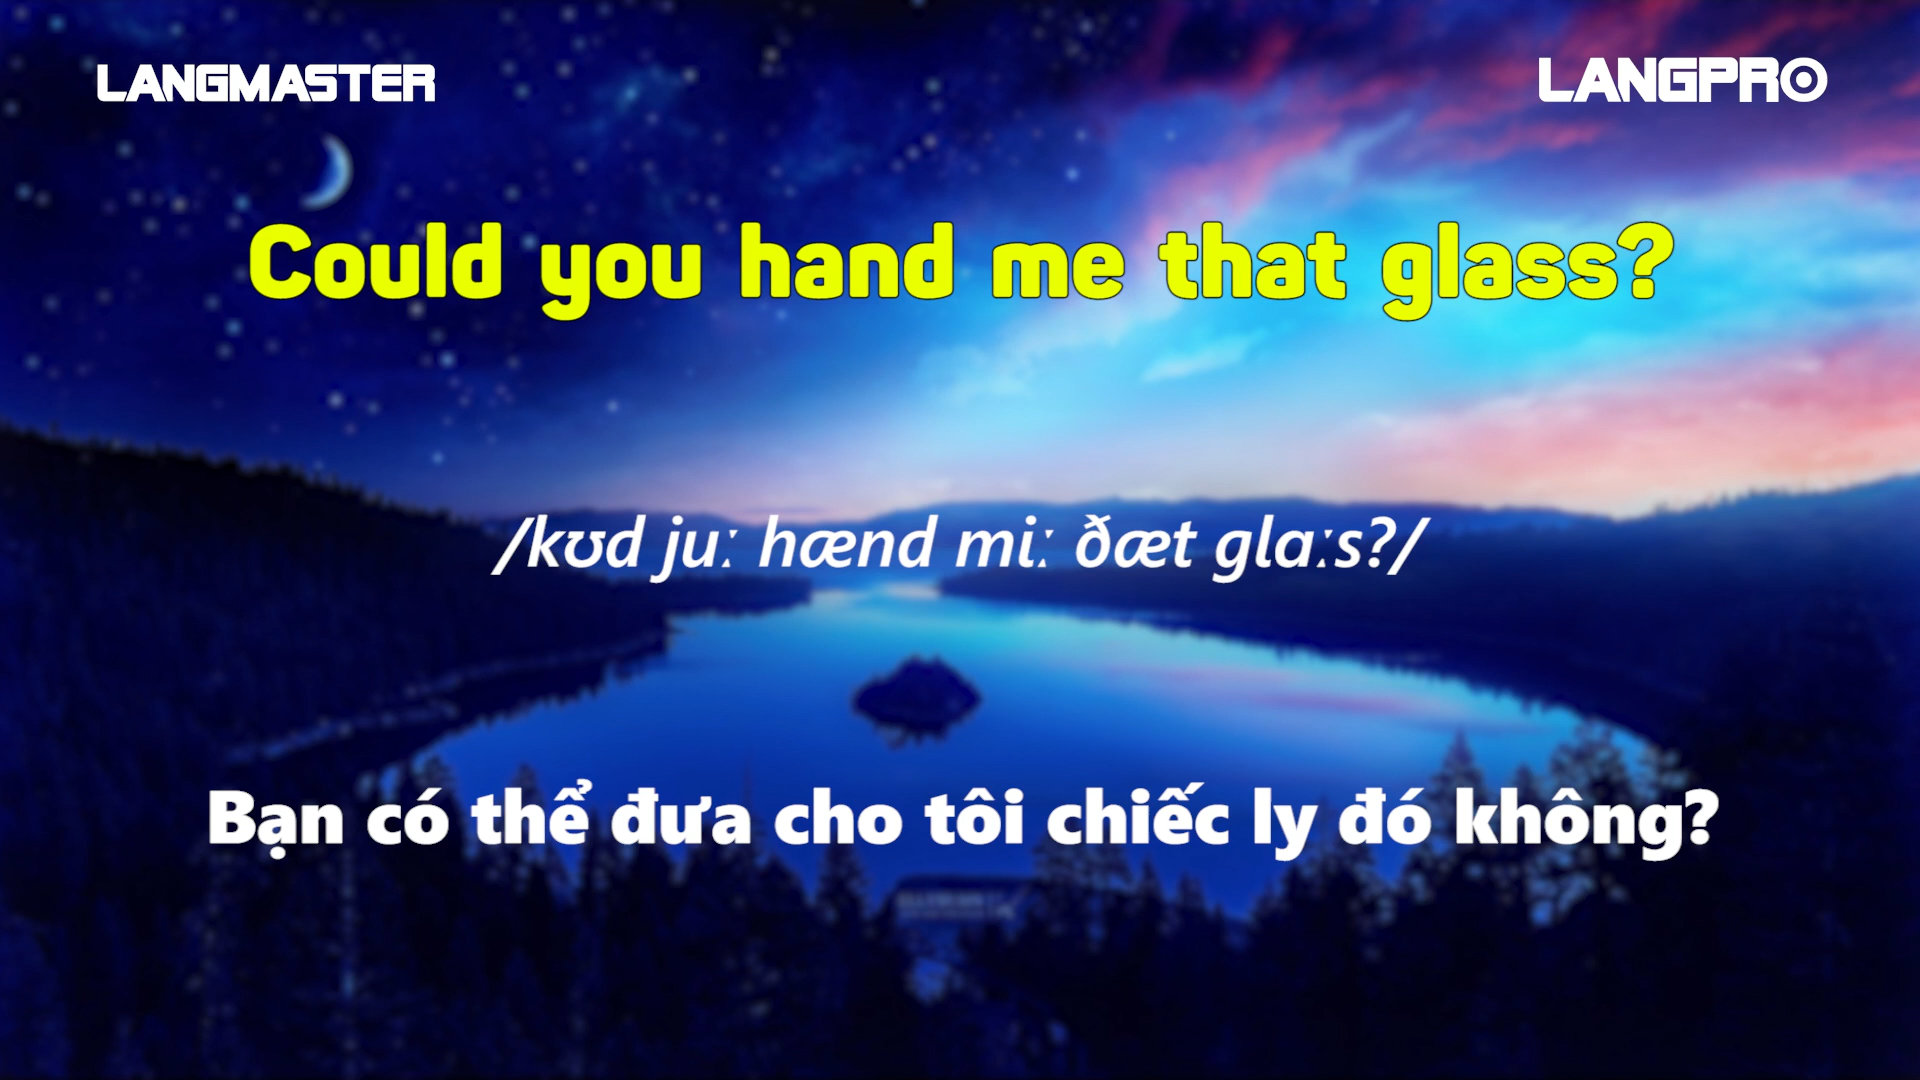 LANGMASTER
LANGPRO
Could you hand me that glass?
/kʊd juː hænd miː ðæt glɑːs?/
Bạn có thể đưa cho tôi chiếc ly đó không?